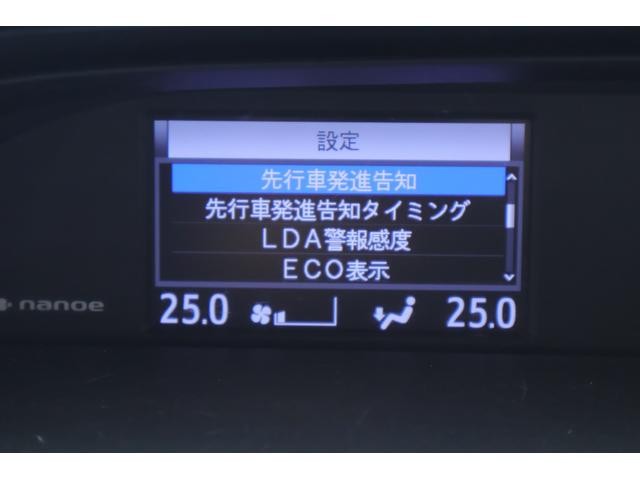 設定
先行車発進告知
先行車発進告知タイミング
LDA警報感度
ECO表示
nanoe
25.0 25.0